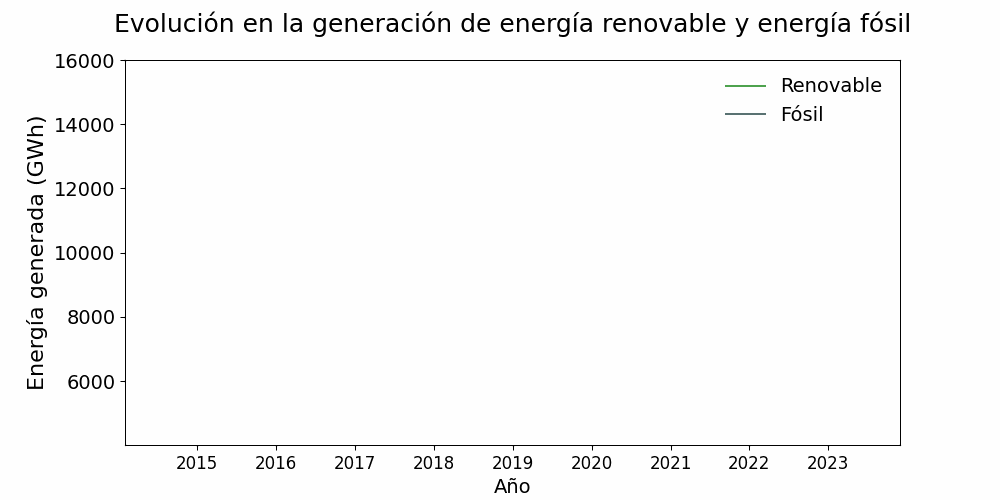 Evolución en la generación de energía renovable y energía fósil
Energía generada (GWh)
16000
14000
12000
10000
8000
6000
Renovable
Fósil
2015 2016 2017 2018 2019 2020 2021 2022 2023
Año